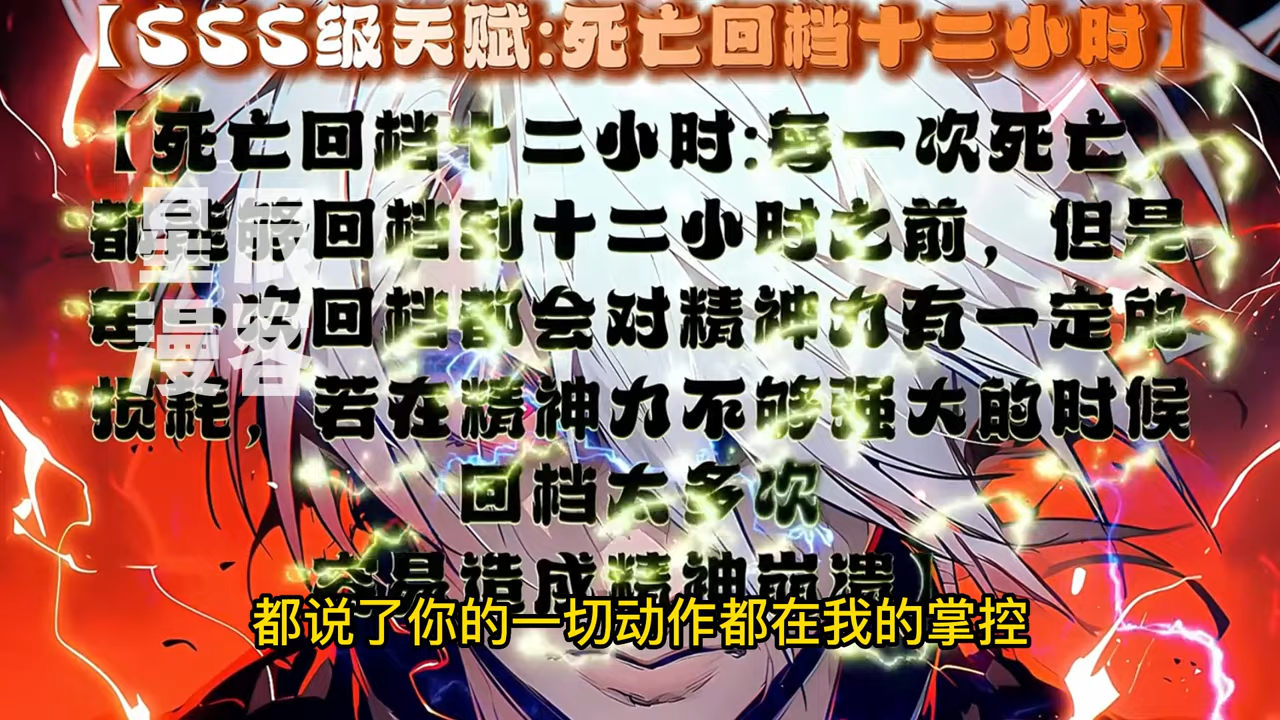 【SSS级天赋:死亡回档十二小时】
【死亡回档十二小时:每一次死亡
都能够回档到十二小时之前，但是
每一次回档都会对精神力有一定的
损耗，若在精神力不够强大的时候
回档太多次
容易造成精神崩溃】
都说了你的一切动作都在我的掌控
漫客